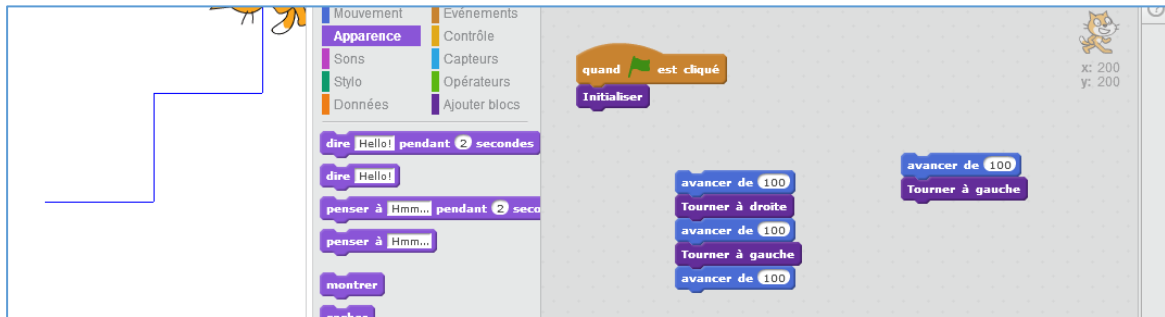 Mouvement
Evénements
Apparence
Contrôle
Sons
Capteurs
Stylo
Opérateurs
Données
Ajouter blocs
dire Hello! pendant 2 secondes
dire Hello!
penser à Hmm... pendant 2 seco
penser à Hmm...
montrer
cacher
quand est cliqué
Initialiser
avancer de 100
Tourner à droite
avancer de 100
Tourner à gauche
avancer de 100
avancer de 100
Tourner à gauche
x: 200
y: 200